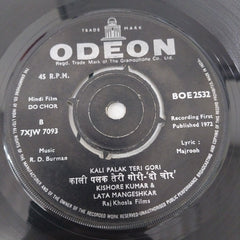 TRADE MARK
ODEON
Regd. Trade Mark of The Gramophone Co. Ltd.
45 R.P.M.
BOE 2532
Hindi Film
DO CHOR
B
7XJW 7093
Recording
First Published
1972
Music :
R. D. Burman
Lyric :
Majrooh
KALI PALAK TERI GORI
काली पलक तेरी गोरी-'दो चोर'
KISHORE KUMAR &
LATA MANGESHKAR
Raj Khosla Films